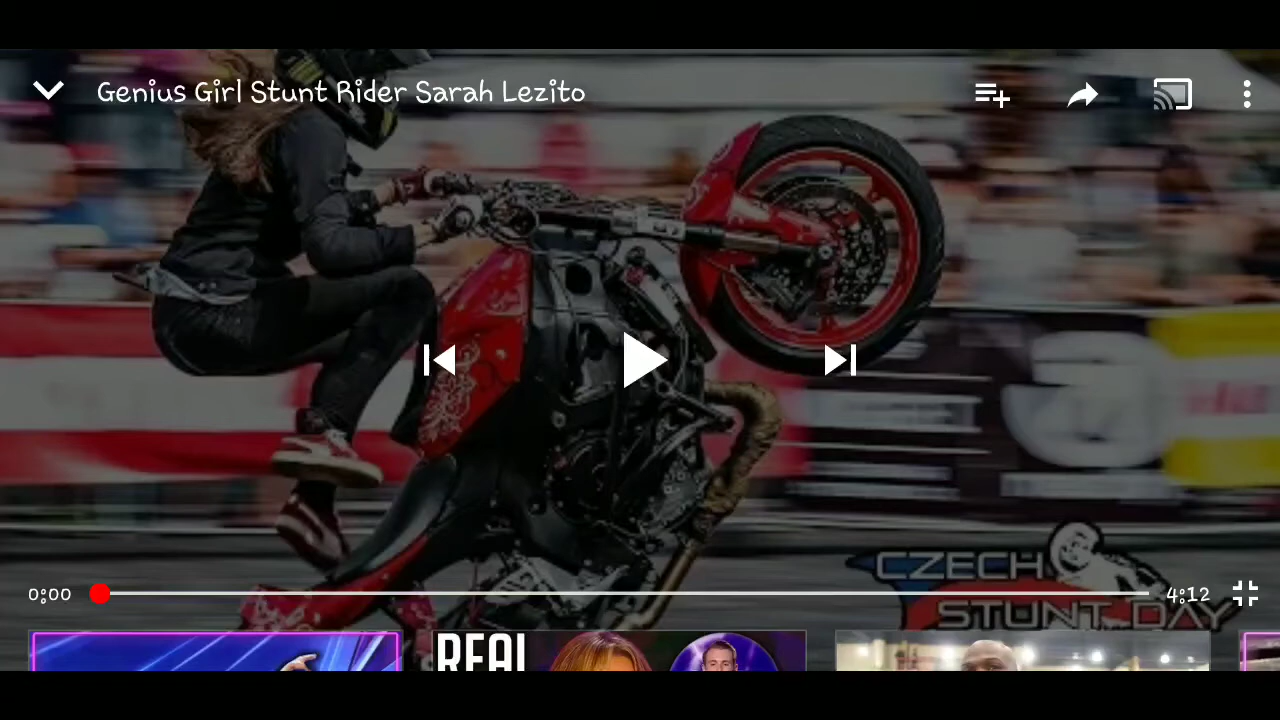 Genius Girl Stunt Rider Sarah Lezito
0:00
4:12
CZECH
STUNT DAY
REAL